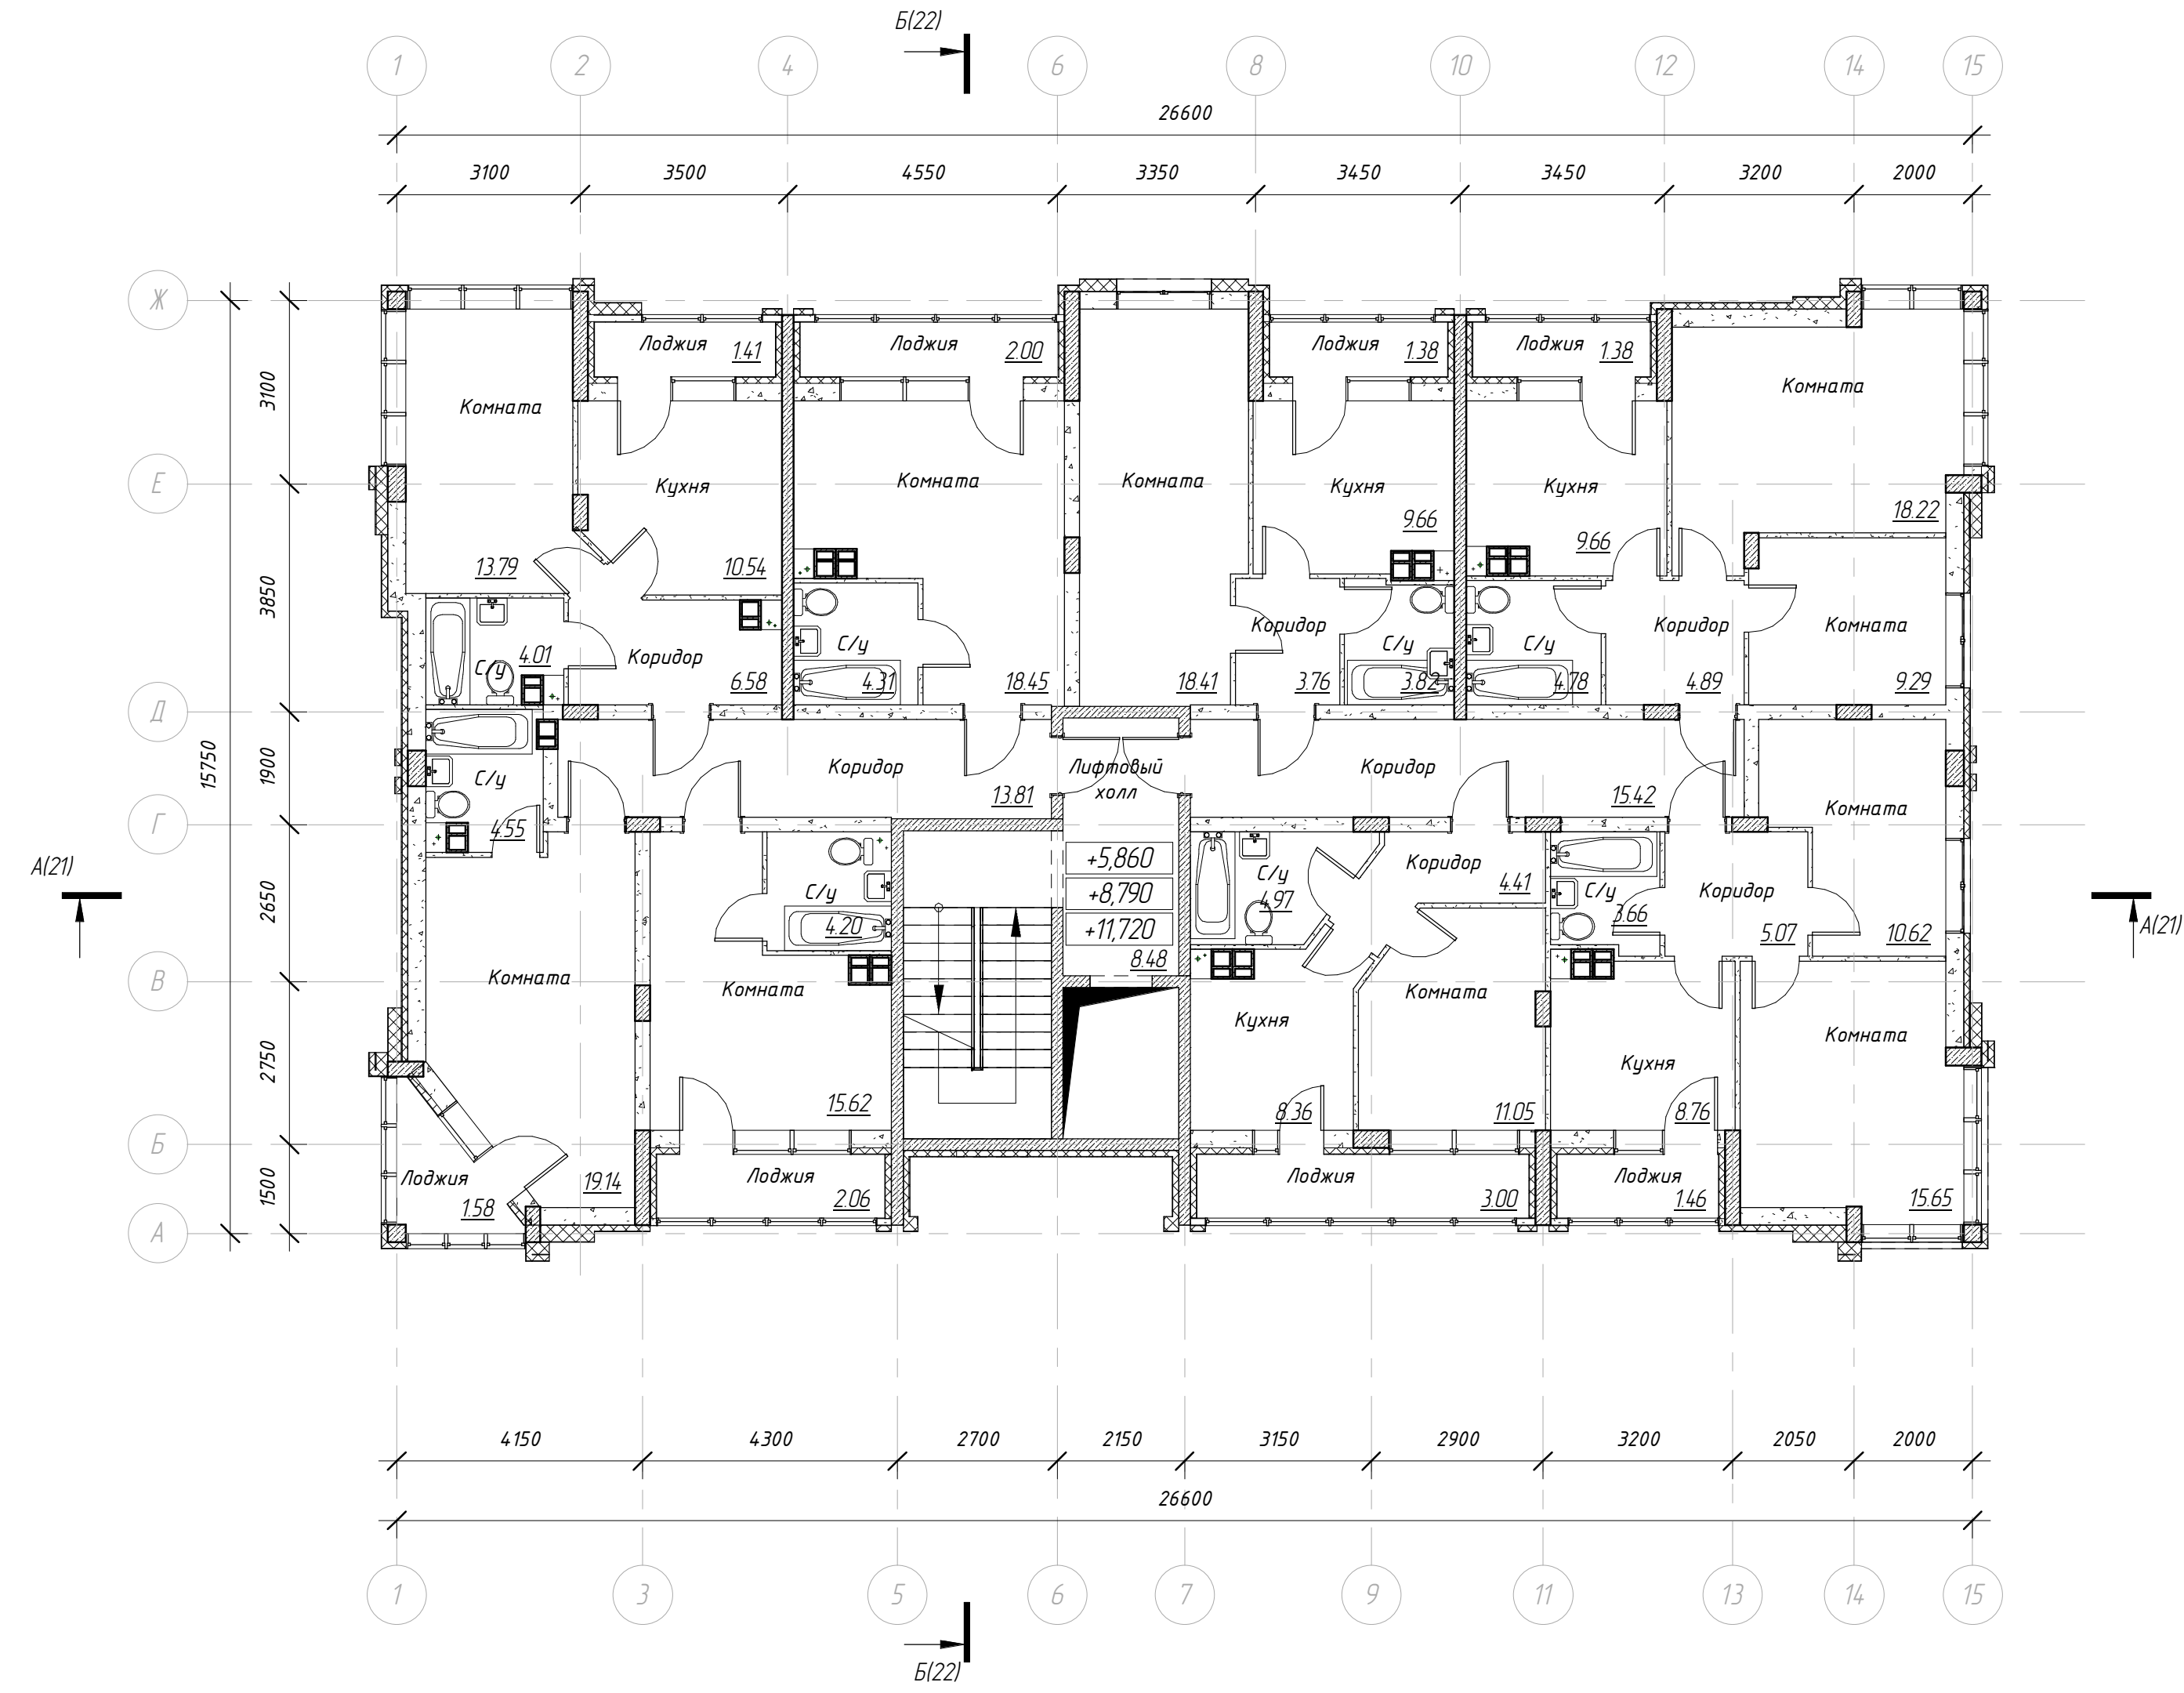 Б(22)
1 2 4 6 8 10 12 14 15
26600
3100 3500 4550 3350 3450 3450 3200 2000
Ж
Лоджия 1.41
Лоджия 2.00
Лоджия 1.38
Лоджия 1.38
Комната
3100
Комната
Е
Кухня
Комната
Комната
Кухня
9.66
Кухня
9.66
18.22
13.79
10.54
3850
С/у 4.01
Коридор
6.58
С/у
4.31
18.45
18.41
Коридор
3.76
С/у
3.82
С/у
4.78
Коридор
4.89
Комната
9.29
Д
15750
1900
С/у
4.55
Коридор
13.81
Лифтовый
холл
Коридор
15.42
Комната
10.62
Г
А(21)
2650
С/у
4.20
+5,860
+8,790
+11,720
8.48
С/у
4.97
Коридор
4.41
С/у
3.66
Коридор
5.07
А(21)
В
Комната
Комната
Кухня
Комната
Кухня
Комната
2750
15.62
8.36
11.05
8.76
Б
1500
Лоджия
1.58
19.14
Лоджия
2.06
Лоджия
3.00
Лоджия
1.46
15.65
А
4150 4300 2700 2150 3150 2900 3200 2050 2000
26600
1 3 5 6 7 9 11 13 14 15
Б(22)